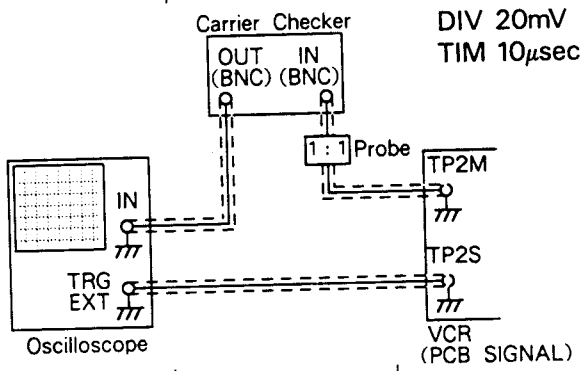 Carrier Checker
DIV 20mV
TIM 10μsec
OUT IN
(BNC) (BNC)
1 : 1 Probe
TP2M
IN
TP2S
TRG
EXT
VCR
(PCB SIGNAL)
Oscilloscope